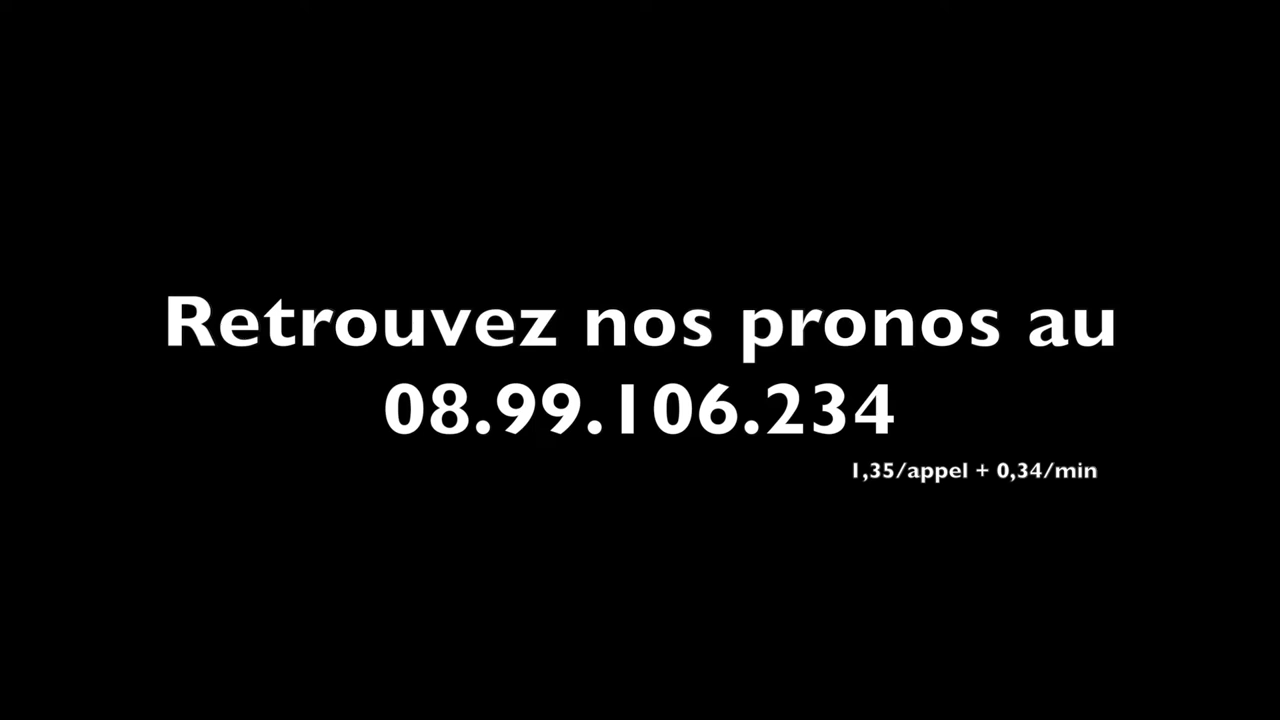 Retrouvez nos pronos au
08.99.106.234
1,35/appel + 0,34/min